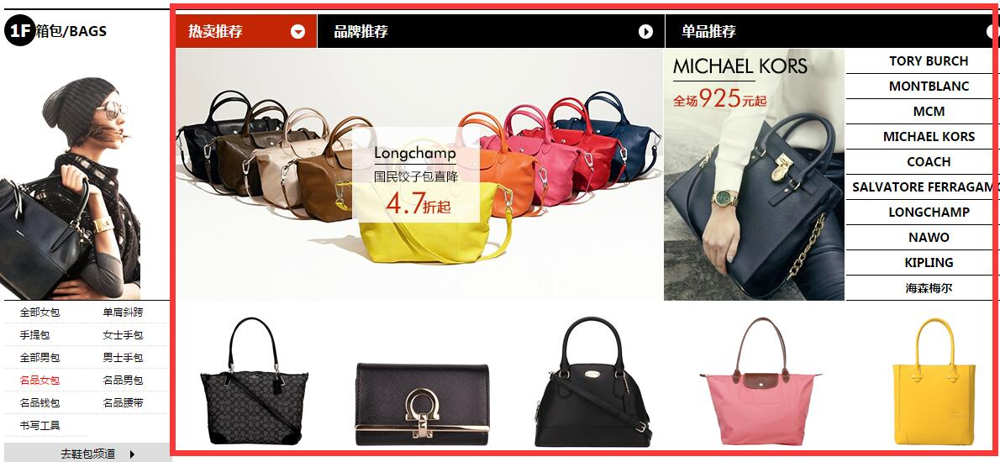 1F箱包/BAGS
热卖推荐
品牌推荐
单品推荐
Longchamp
国民饺子包直降
4.7折起
MICHAEL KORS
全场925元起
TORY BURCH
MONTBLANC
MCM
MICHAEL KORS
COACH
SALVATORE FERRAGAMO
LONGCHAMP
NAWO
KIPLING
海森梅尔
全部女包 单肩斜跨
手提包 女士手包
全部男包 男士手包
名品女包 名品男包
名品钱包 名品腰带
书写工具
去鞋包频道